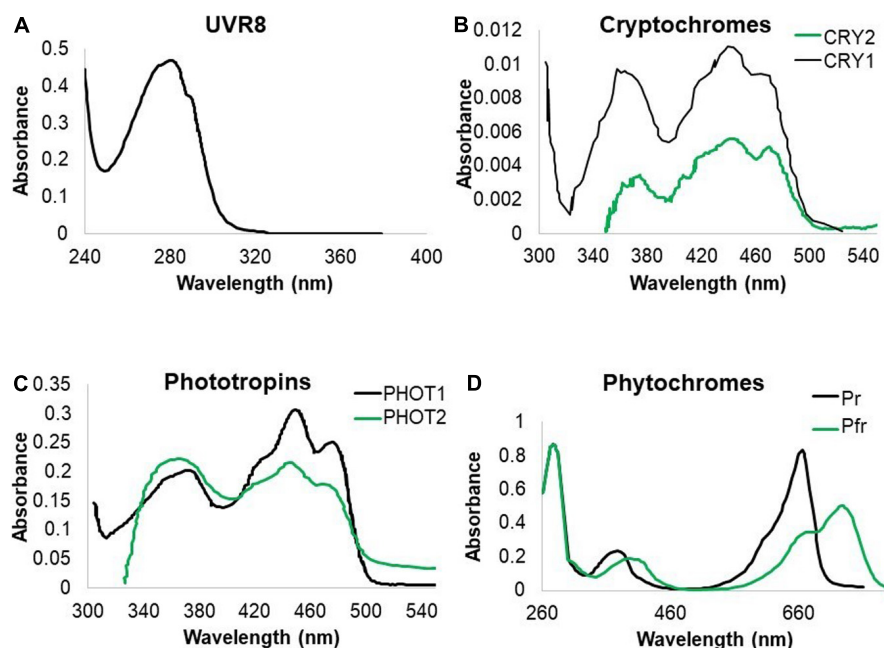 A
UVR8
0.5
0.4
0.3
0.2
0.1
0
Absorbance
240 280 320 360 400
Wavelength (nm)
B
Cryptochromes
CRY2
CRY1
0.012
0.01
0.008
0.006
0.004
0.002
0
Absorbance
300 340 380 420 460 500 540
Wavelength (nm)
C
Phototropins
PHOT1
PHOT2
0.35
0.3
0.25
0.2
0.15
0.1
0.05
0
Absorbance
300 340 380 420 460 500 540
Wavelength (nm)
D
Phytochromes
Pr
Pfr
1
0.8
0.6
0.4
0.2
0
Absorbance
260 460 660
Wavelength (nm)